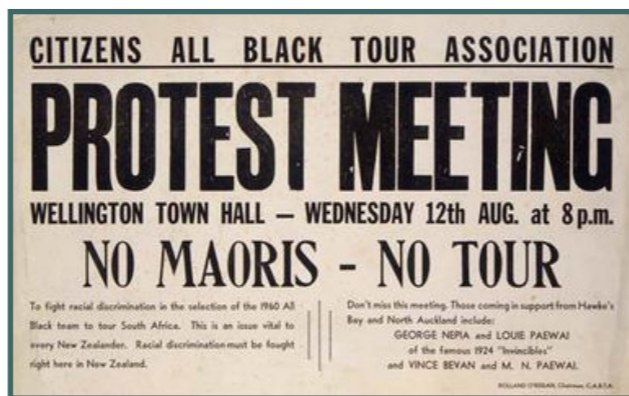 CITIZENS ALL BLACK TOUR ASSOCIATION
PROTEST MEETING
WELLINGTON TOWN HALL — WEDNESDAY 12th AUG. at 8 p.m.
NO MAORIS - NO TOUR
To fight racial discrimination in the selection of the 1960 All
Black team to tour South Africa. This is an issue vital to
every New Zealander. Racial discrimination must be fought
right here in New Zealand.
Don't miss this meeting. Those coming in support from Hawke's
Bay and North Auckland include:
GEORGE NEPIA and LOUIE PAEWAI
of the famous 1924 "Invincibles"
and VINCE BEVAN and M. N. PAEWAI.
ROLLAND O'REGAN, Chairman, C.A.B.T.A.